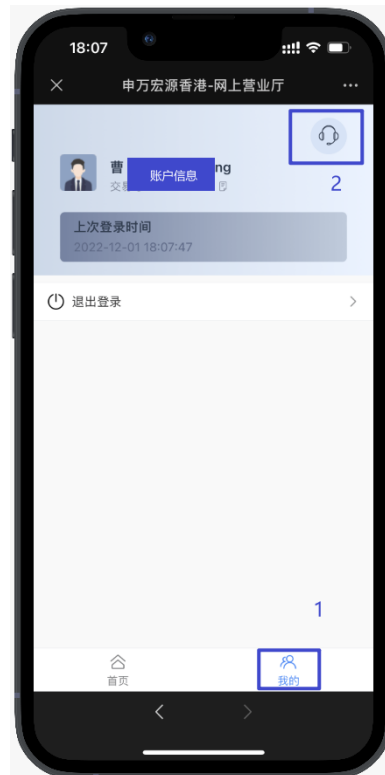 18:07
申万宏源香港-网上营业厅
曹
账户信息
ng
交易
2
上次登录时间
2022-12-01 18:07:47
退出登录
1
首页
我的